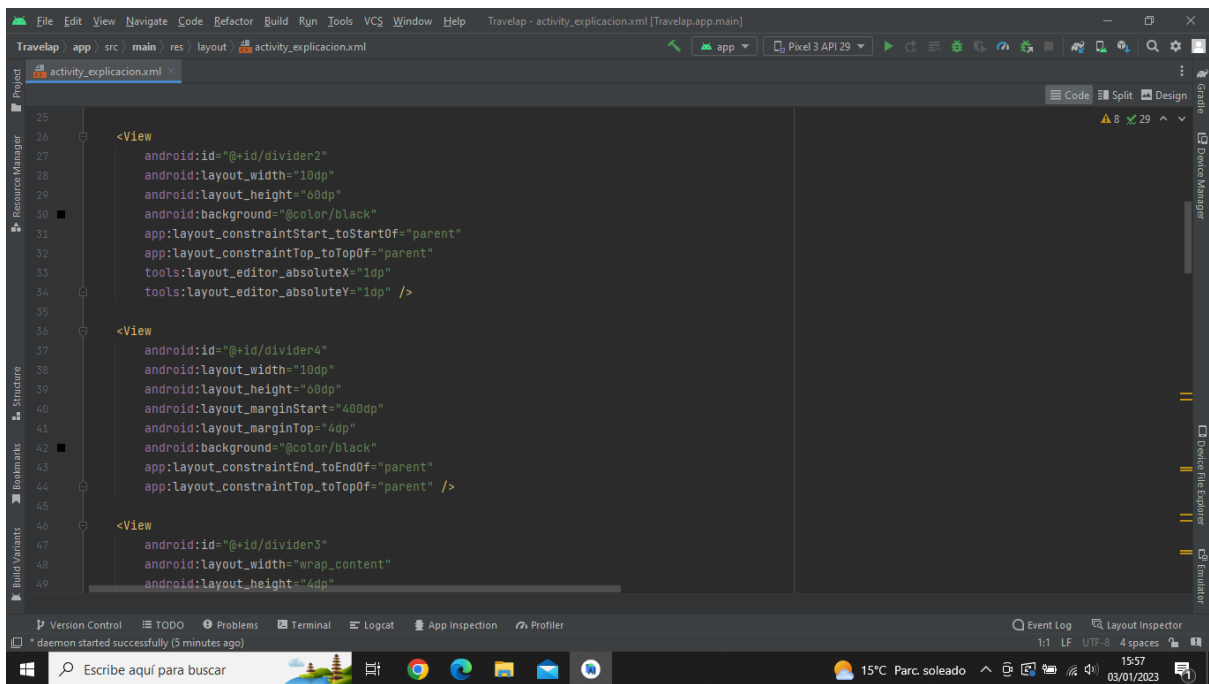 File Edit View Navigate Code Refactor Build Run Tools VCS Window Help Travelap - activity_explicacion.xml [Travelap.app.main]
Travelap app src main res layout activity_explicacion.xml app Pixel 3 API 29
activity_explicacion.xml
Code Split Design
8 29
Project
Resource Manager
Structure
Bookmarks
Build Variants
25
26 <View
27 android:id="@+id/divider2"
28 android:layout_width="10dp"
29 android:layout_height="60dp"
30 android:background="@color/black"
31 app:layout_constraintStart_toStartOf="parent"
32 app:layout_constraintTop_toTopOf="parent"
33 tools:layout_editor_absoluteX="1dp"
34 tools:layout_editor_absoluteY="1dp" />
35
36 <View
37 android:id="@+id/divider4"
38 android:layout_width="10dp"
39 android:layout_height="60dp"
40 android:layout_marginStart="400dp"
41 android:layout_marginTop="4dp"
42 android:background="@color/black"
43 app:layout_constraintEnd_toEndOf="parent"
44 app:layout_constraintTop_toTopOf="parent" />
45
46 <View
47 android:id="@+id/divider3"
48 android:layout_width="wrap_content"
49 android:layout_height="4dp"
Gradle
Device Manager
Device File Explorer
Emulator
Version Control TODO Problems Terminal Logcat App Inspection Profiler Event Log Layout Inspector
* daemon started successfully (5 minutes ago) 1:1 LF UTF-8 4 spaces
Escribe aquí para buscar 15°C Parc. soleado 15:57
03/01/2023
1